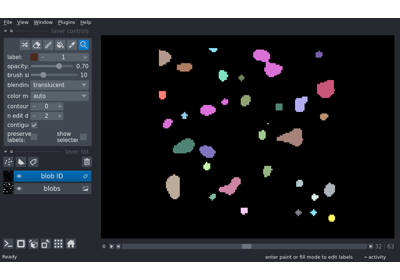 File View Window Plugins Help
layer controls
label: 1
opacity: 0.70
brush si 10
blending translucent
color m auto
contour 0
n edit d 2
contigu
preserve labels: show selected
layer list
blob ID
blobs
32 63
Ready enter paint or fill mode to edit labels activity